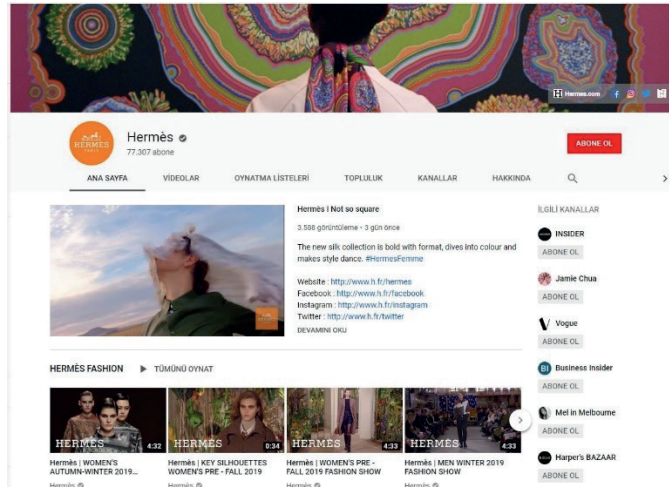 Hermes.com
HERMÈS
PARIS
Hermès
77.307 abone
ABONE OL
ANA SAYFA
VİDEOLAR
OYNATMA LİSTELERİ
TOPLULUK
KANALLAR
HAKKINDA
Hermès I Not so square
3.588 görüntüleme - 3 gün önce
The new silk collection is bold with format, dives into colour and
makes style dance. #HermesFemme
Website : http://www.h.fr/hermes
Facebook : http://www.h.fr/facebook
Instagram : http://www.h.fr/instagram
Twitter : http://www.h.fr/twitter
DEVAMINI OKU
İLGİLİ KANALLAR
INSIDER
ABONE OL
Jamie Chua
ABONE OL
Vogue
ABONE OL
BI
Business Insider
ABONE OL
Mel in Melbourne
ABONE OL
Harper's BAZAAR
ABONE OL
HERMÈS FASHION
TÜMÜNÜ OYNAT
HERMÈS
4:32
HERMÈS
0:34
HERMÈS
4:33
HERMÈS
4:33
Hermès | WOMEN'S
AUTUMN-WINTER 2019...
Hermès
Hermès | KEY SILHOUETTES
WOMEN'S PRE - FALL 2019
Hermès
Hermès | WOMEN'S PRE -
FALL 2019 FASHION SHOW
Hermès
Hermès | MEN WINTER 2019
FASHION SHOW
Hermès